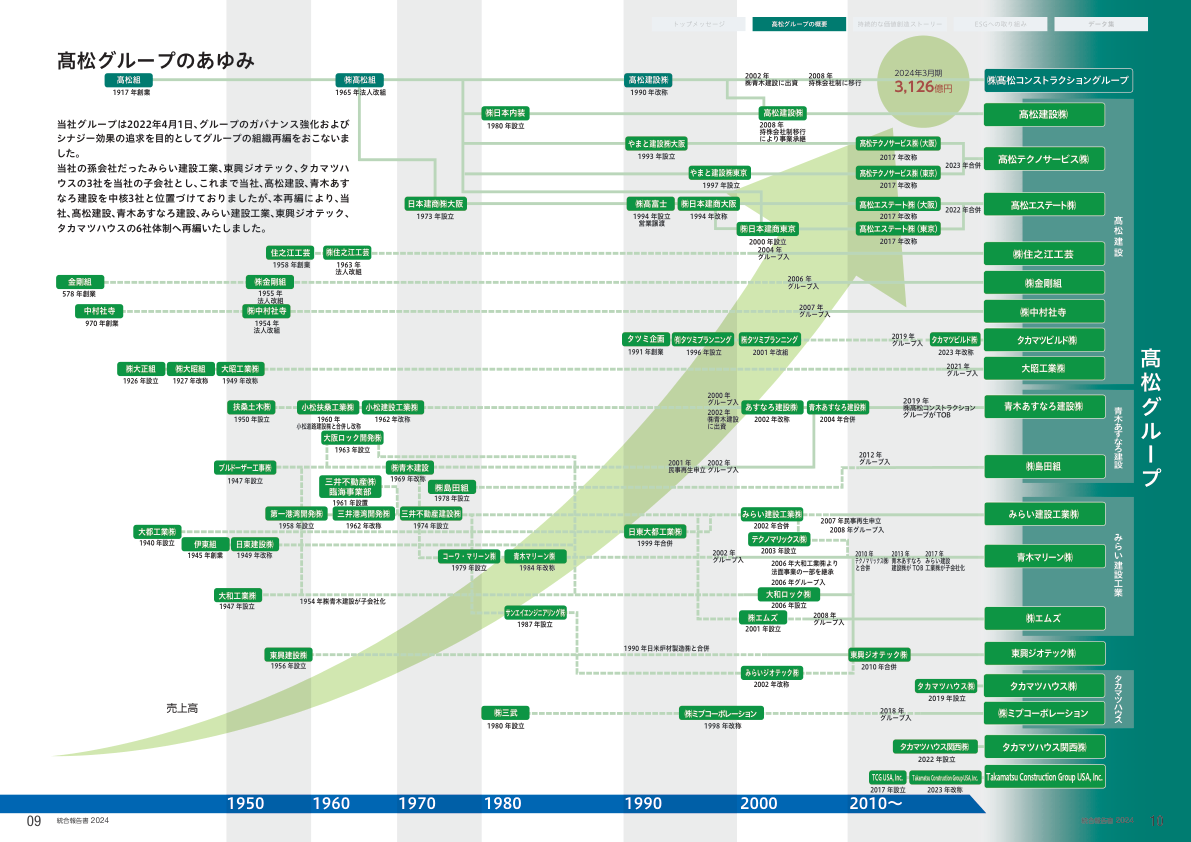 トップメッセージ
髙松グループの概要
持続的な価値創造ストーリー
ESGへの取り組み
データ集
髙松グループのあゆみ
髙松組
1917 年創業
㈱髙松組
1965 年法人改組
髙松建設㈱
1990 年改称
2002 年
㈱青木建設に出資
2008 年
持株会社制に移行
2024年3月期
3,126億円
㈱髙松コンストラクショングループ
当社グループは2022年4月1日、グループのガバナンス強化および
シナジー効果の追求を目的としてグループの組織再編をおこないま
した。
当社の孫会社だったみらい建設工業、東興ジオテック、タカマツハ
ウスの3社を当社の子会社とし、これまで当社、髙松建設、青木あす
なろ建設を中核3社と位置づけておりましたが、本再編により、当
社、髙松建設、青木あすなろ建設、みらい建設工業、東興ジオテック、
タカマツハウスの6社体制へ再編いたしました。
㈱日本内装
1980 年設立
髙松建設㈱
2008 年
持株会社制移行
により事業承継
髙松建設㈱
やまと建設㈱大阪
1993 年設立
髙松テクノサービス㈱(大阪)
2017 年改称
2023 年合併
髙松テクノサービス㈱
やまと建設㈱東京
1997 年設立
髙松テクノサービス㈱(東京)
2017 年改称
日本建商㈱大阪
1973 年設立
㈱髙富士
1994 年設立
営業譲渡
㈱日本建商大阪
1994 年改称
髙松エステート㈱(大阪)
2017 年改称
2022 年合併
髙松エステート㈱
㈱日本建商東京
2000 年設立
髙松エステート㈱(東京)
2017 年改称
髙松建設
住之江工芸
1958 年創業
㈱住之江工芸
1963 年
法人改組
2004 年
グループ入
㈱住之江工芸
金剛組
578 年創業
㈱金剛組
1955 年
法人改組
2006 年
グループ入
㈱金剛組
中村社寺
970 年創業
㈱中村社寺
1954 年
法人改組
2007 年
グループ入
㈱中村社寺
タツミ企画
1991 年創業
㈲タツミプランニング
1996 年設立
㈱タツミプランニング
2001 年改組
2019 年
グループ入
タカマツビルド㈱
2023 年改称
タカマツビルド㈱
㈱大正組
1926 年設立
㈱大昭組
1927 年改称
大昭工業㈱
1949 年改称
2021 年
グループ入
大昭工業㈱
髙松グループ
扶桑土木㈱
1950 年設立
小松扶桑工業㈱
1960 年
小松道路建設㈱と合併し改称
小松建設工業㈱
1962 年改称
2000 年
グループ入
2002 年
㈱青木建設
に出資
あすなろ建設㈱
2002 年改称
青木あすなろ建設㈱
2004 年合併
2019 年
㈱髙松コンストラクション
グループが TOB
青木あすなろ建設㈱
青木あすなろ建設
大阪ロック開発㈱
1963 年設立
ブルドーザー工事㈱
1947 年設立
㈱青木建設
1969 年改称
2001 年
民事再生申立
2002 年
グループ入
2012 年
グループ入
㈱島田組
三井不動産㈱
臨海事業部
1961 年設置
㈱島田組
1978 年設立
第一港湾開発㈱
1958 年設立
三井港湾開発㈱
1962 年改称
三井不動産建設㈱
1974 年設立
みらい建設工業㈱
2002 年合併
2007 年民事再生申立
2008 年グループ入
みらい建設工業㈱
大都工業㈱
1940 年設立
伊東組
1945 年創業
日東建設㈱
1949 年改称
日東大都工業㈱
1999 年合併
テクノマリックス㈱
2003 年設立
コーワ・マリーン㈱
1979 年設立
青木マリーン㈱
1984 年改称
2002 年
グループ入
2010 年
テクノマリックス㈱
と合併
2013 年
青木あすなろ
建設㈱が TOB
2017 年
みらい建設
工業㈱が子会社化
青木マリーン㈱
みらい建設工業
2006 年大和工業㈱より
法面事業の一部を継承
2006 年グループ入
大和工業㈱
1947 年設立
1954 年㈱青木建設が子会社化
大和ロック㈱
2006 年設立
サンエイエンジニアリング㈱
1987 年設立
㈱エムズ
2001 年設立
2008 年
グループ入
㈱エムズ
東興建設㈱
1956 年設立
1990 年日米炉材製造㈱と合併
東興ジオテック㈱
2010 年合併
東興ジオテック㈱
みらいジオテック㈱
2002 年改称
タカマツハウス㈱
2019 年設立
タカマツハウス㈱
タカマツハウス
売上高
㈱三武
1980 年設立
㈱ミブコーポレーション
1998 年改称
2018 年
グループ入
㈱ミブコーポレーション
タカマツハウス関西㈱
2022 年設立
タカマツハウス関西㈱
TCG USA, Inc.
2017 年設立
Takamatsu Construction Group USA, Inc.
2023 年改称
Takamatsu Construction Group USA, Inc.
1950
1960
1970
1980
1990
2000
2010〜
09
統合報告書 2024
統合報告書 2024
10